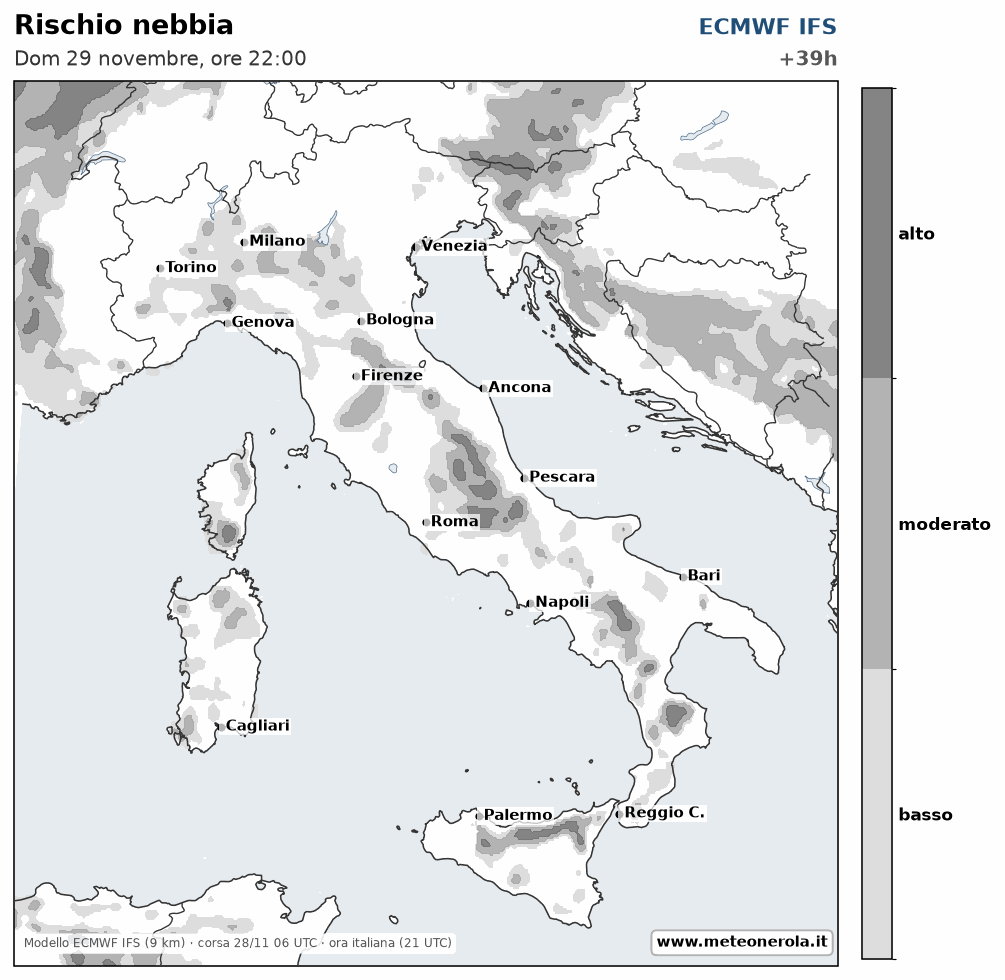 Rischio nebbia
ECMWF IFS
Dom 29 novembre, ore 22:00
+39h
Milano
Venezia
Torino
Genova
Bologna
Firenze
Ancona
Pescara
Roma
Bari
Napoli
Cagliari
Palermo
Reggio C.
alto
moderato
basso
Modello ECMWF IFS (9 km) · corsa 28/11 06 UTC · ora italiana (21 UTC)
www.meteonerola.it